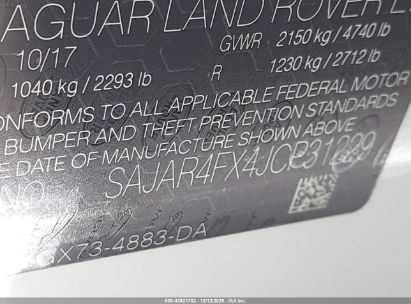 AGUAR LAND ROVER L
10/17 GVWR 2150 kg / 4740 lb
1040 kg / 2293 lb R 1230 kg / 2712 lb
ONFORMS TO ALL APPLICABLE FEDERAL MOTOR
BUMPER AND THEFT PREVENTION STANDARDS
E DATE OF MANUFACTURE SHOWN ABOVE
SAJAR4FX4JCP31229
X73-4883-DA